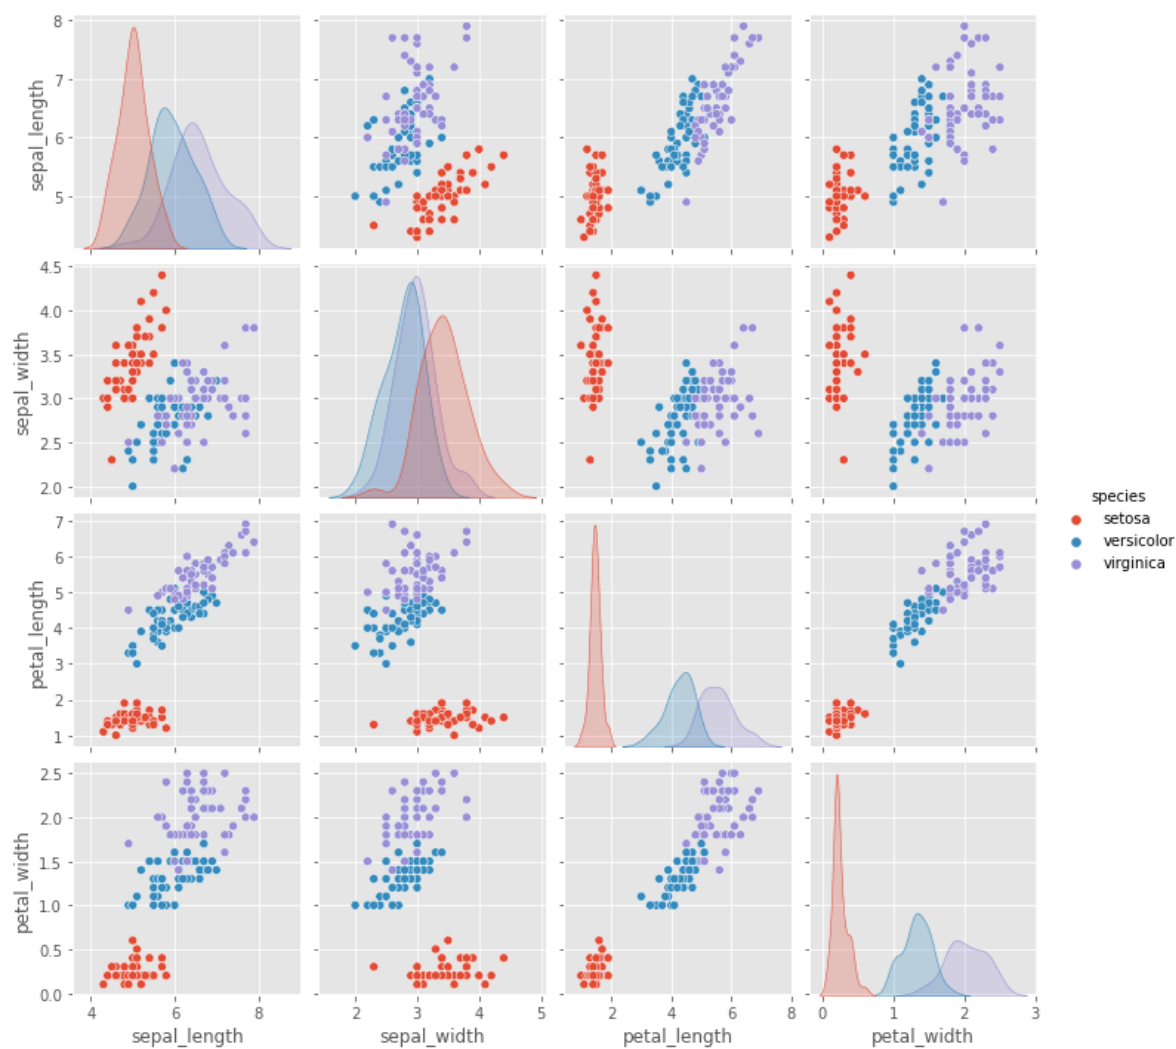 8
7
6
5
sepal_length
4.5
4.0
3.5
3.0
2.5
2.0
sepal_width
species
setosa
versicolor
virginica
7
6
5
4
3
2
1
petal_length
2.5
2.0
1.5
1.0
0.5
0.0
petal_width
4 6 8 2 3 4 5 0 2 4 6 8 0 1 2 3
sepal_length sepal_width petal_length petal_width